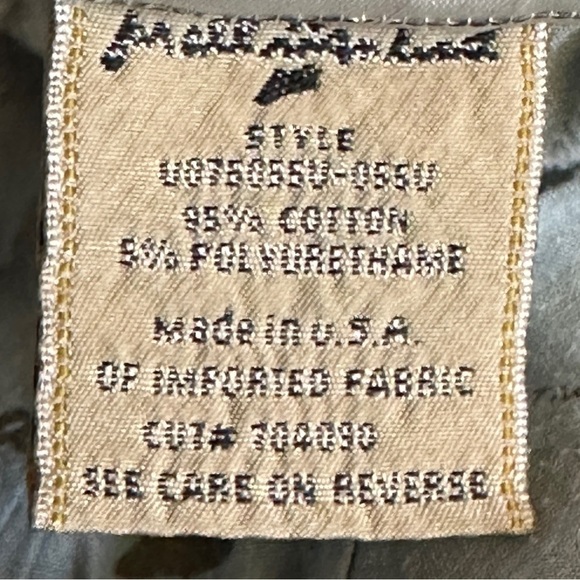 STYLE
95% COTTON
5% POLYURETHANE
Made in U.S.A.
OF IMPORTED FABRIC
CUT#
SEE CARE ON REVERSE